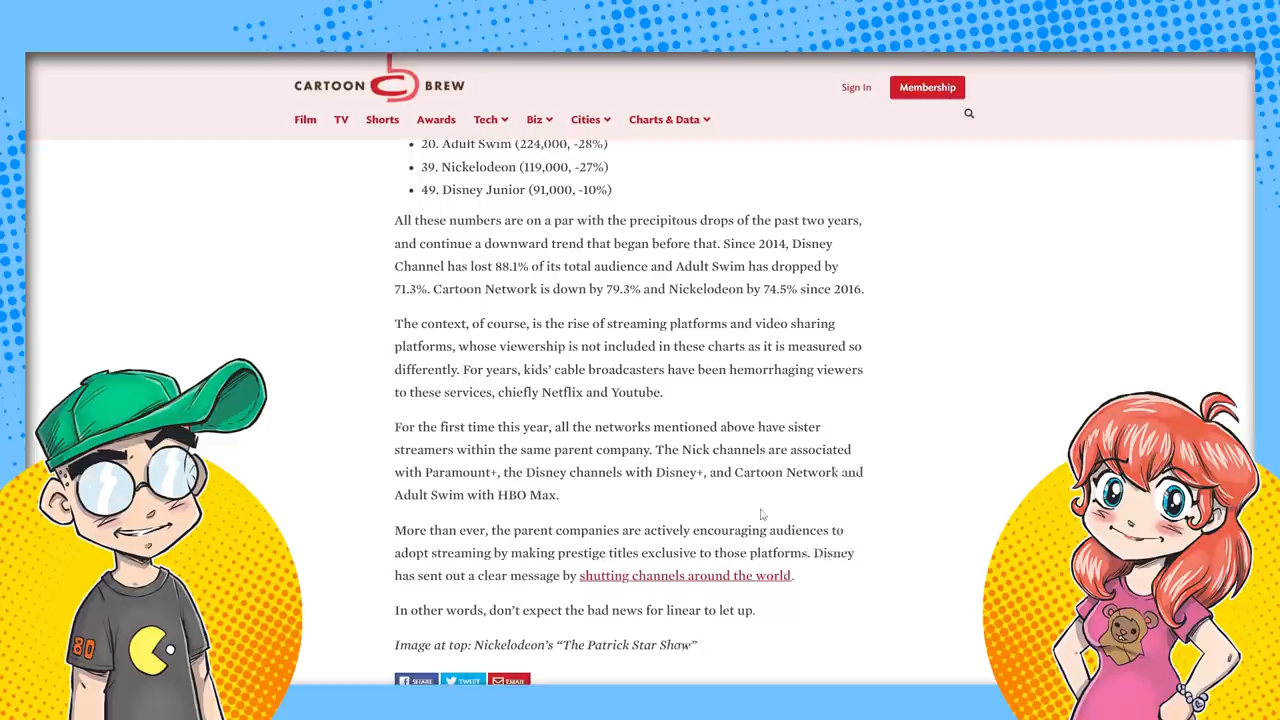 CARTOON BREW
Sign In
Membership
Film TV Shorts Awards Tech Biz Cities Charts & Data
20. Adult Swim (224,000, -28%)
39. Nickelodeon (119,000, -27%)
49. Disney Junior (91,000, -10%)
All these numbers are on a par with the precipitous drops of the past two years,
and continue a downward trend that began before that. Since 2014, Disney
Channel has lost 88.1% of its total audience and Adult Swim has dropped by
71.3%. Cartoon Network is down by 79.3% and Nickelodeon by 74.5% since 2016.
The context, of course, is the rise of streaming platforms and video sharing
platforms, whose viewership is not included in these charts as it is measured so
differently. For years, kids’ cable broadcasters have been hemorrhaging viewers
to these services, chiefly Netflix and Youtube.
For the first time this year, all the networks mentioned above have sister
streamers within the same parent company. The Nick channels are associated
with Paramount+, the Disney channels with Disney+, and Cartoon Network and
Adult Swim with HBO Max.
More than ever, the parent companies are actively encouraging audiences to
adopt streaming by making prestige titles exclusive to those platforms. Disney
has sent out a clear message by shutting channels around the world.
In other words, don’t expect the bad news for linear to let up.
Image at top: Nickelodeon’s “The Patrick Star Show”
SHARE TWEET EMAIL
80